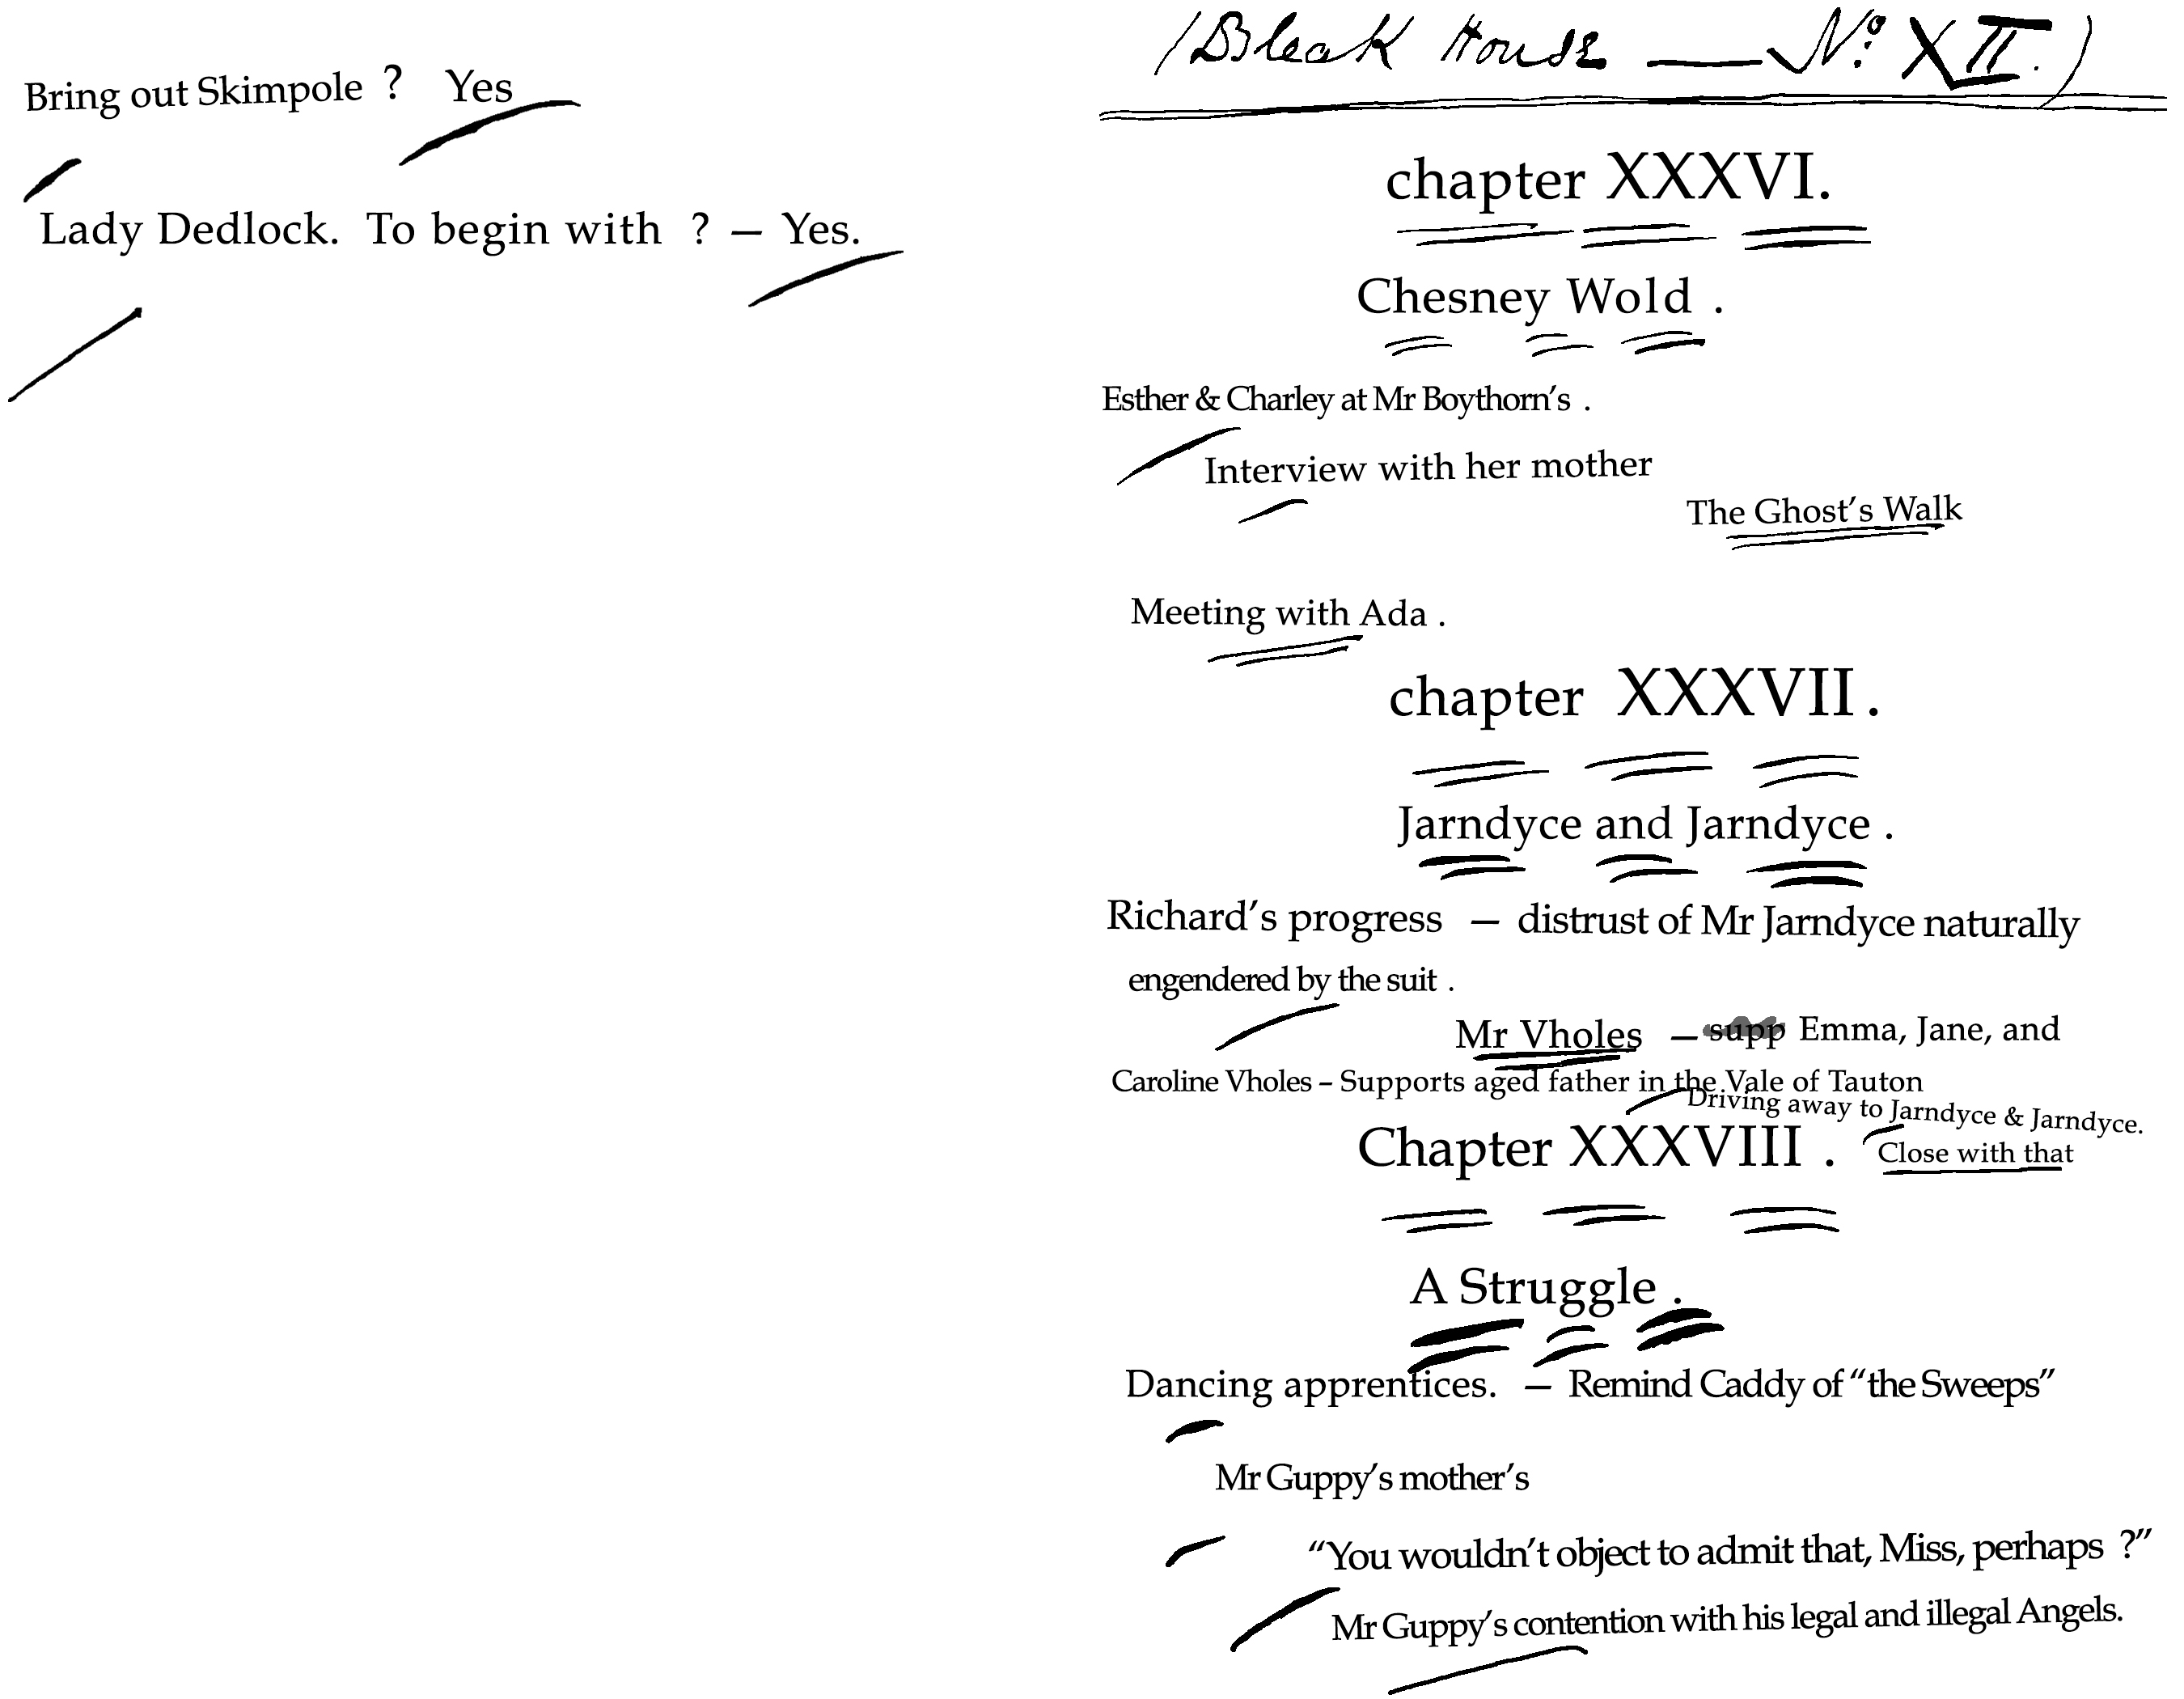 Bring out Skimpole ? Yes
Lady Dedlock. To begin with ? — Yes.
(Bleak House — No. XII.)
chapter XXXVI.
Chesney Wold .
Esther & Charley at Mr Boythorn's .
Interview with her mother
The Ghost's Walk
Meeting with Ada .
chapter XXXVII .
Jarndyce and Jarndyce .
Richard's progress — distrust of Mr Jarndyce naturally
engendered by the suit .
Mr Vholes — supp Emma, Jane, and
Caroline Vholes – Supports aged father in the Vale of Tauton
Driving away to Jarndyce & Jarndyce.
Close with that
Chapter XXXVIII .
A Struggle .
Dancing apprentices. — Remind Caddy of “the Sweeps”
Mr Guppy's mother's
“You wouldn't object to admit that, Miss, perhaps ?”
Mr Guppy's contention with his legal and illegal Angels.